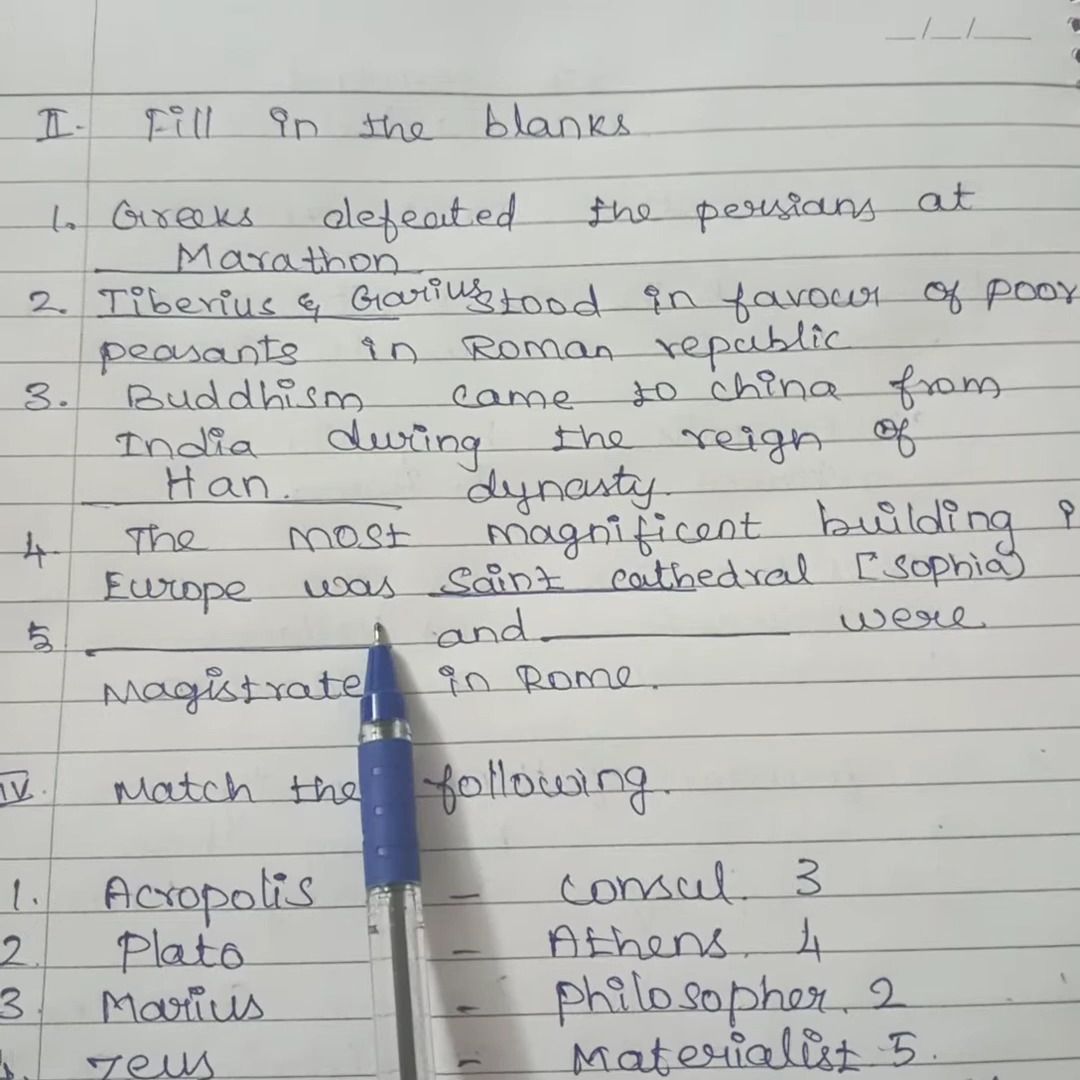 _/_/_
II. Fill in the blanks
1. Greeks defeated the persians at
Marathon
2. Tiberius & Garius stood in favour of poor
peasants in Roman republic
3. Buddhism came to china from
India during the reign of
Han. dynasty.
4. The most magnificent building
Europe was Saint cathedral [Sophia)
5 ________ and ________ were
Magistrate in Rome.
IV. Match the following.
1. Acropolis - consul. 3
2. Plato - Athens. 4
3. Marius - philosopher. 2
Zeus - Materialist 5.